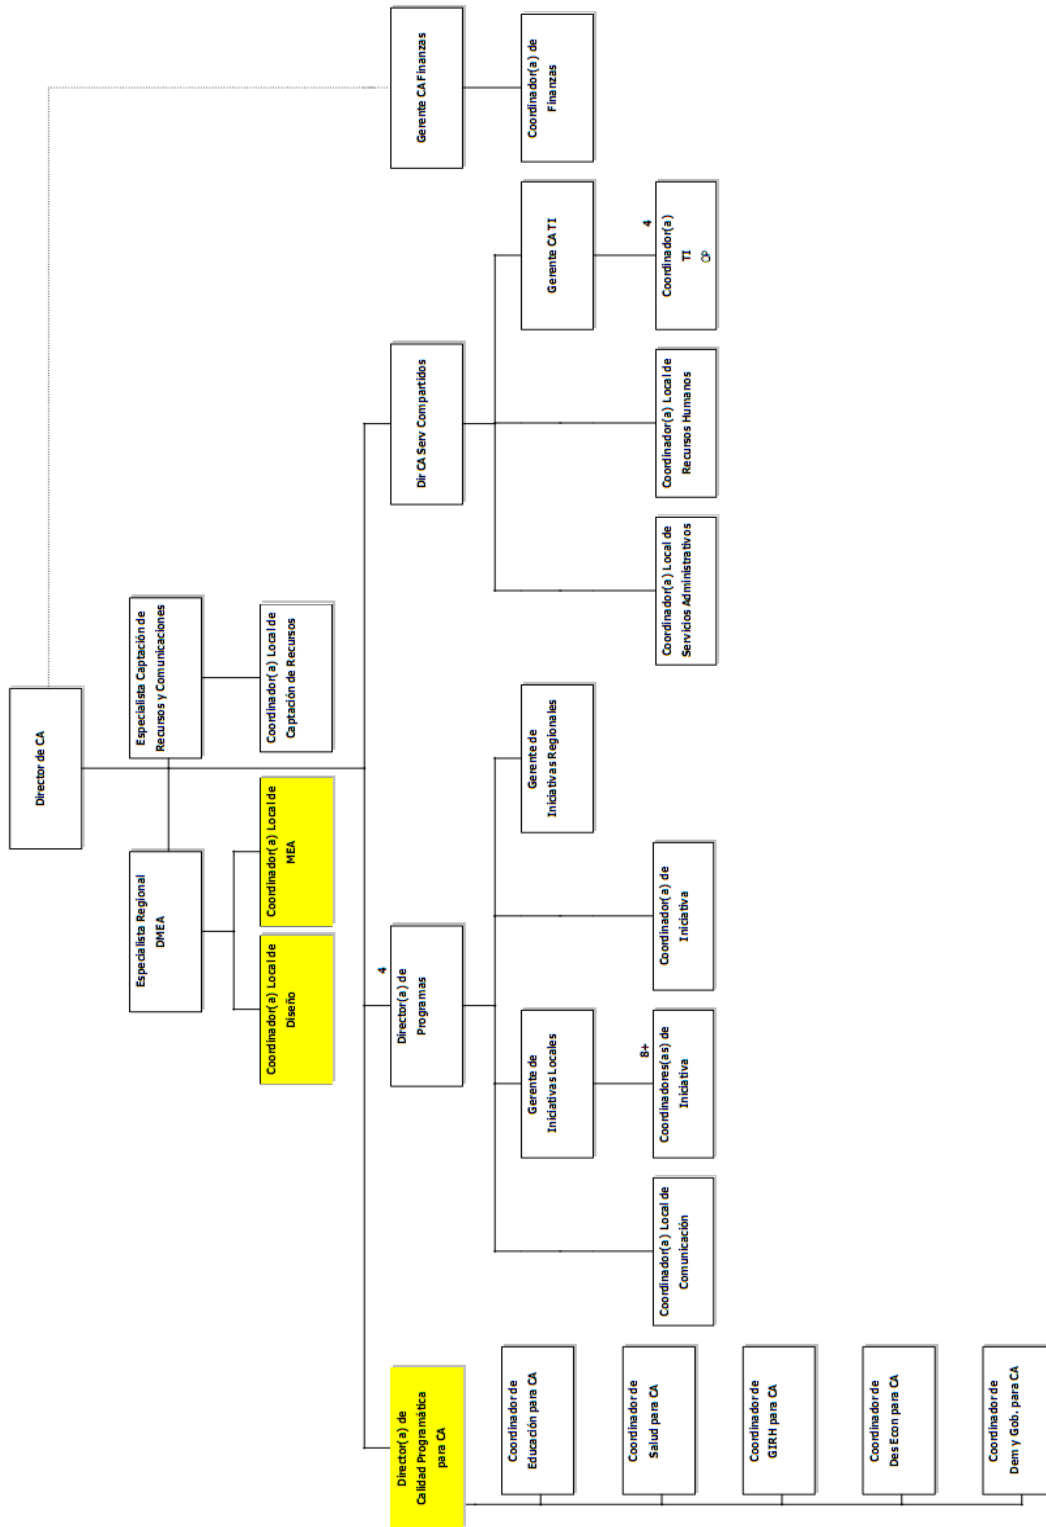 Director de CA
Especialista Regional
DMEA
Especialista Captación de
Recursos y Comunicaciones
Coordinador(a) Local de
Diseño
Coordinador(a) Local de
MEA
Coordinador(a) Local de
Captación de Recursos
Director(a) de
Calidad Programática
para CA
4
Director(a) de
Programas
Dir CA Serv Compartidos
Gerente CA Finanzas
Coordinador de
Educación para CA
Coordinador de
Salud para CA
Coordinador de
GIRH para CA
Coordinador de
Des Econ para CA
Coordinador de
Dem y Gob. para CA
Gerente de
Iniciativas Locales
Gerente de
Iniciativas Regionales
Gerente CA TI
Coordinador(a) de
Finanzas
Coordinador(a) Local de
Comunicación
8+
Coordinadores(as) de
Iniciativa
Coordinador(a) de
Iniciativa
Coordinador(a) Local de
Servicios Administrativos
Coordinador(a) Local de
Recursos Humanos
4
Coordinador(a)
TI
OP